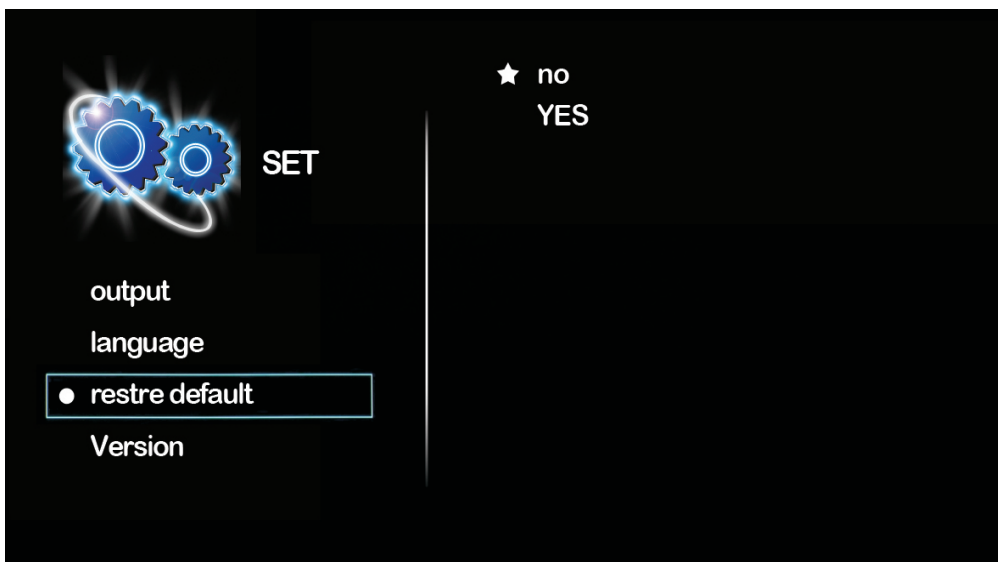 SET
output
language
restre default
Version
no
YES